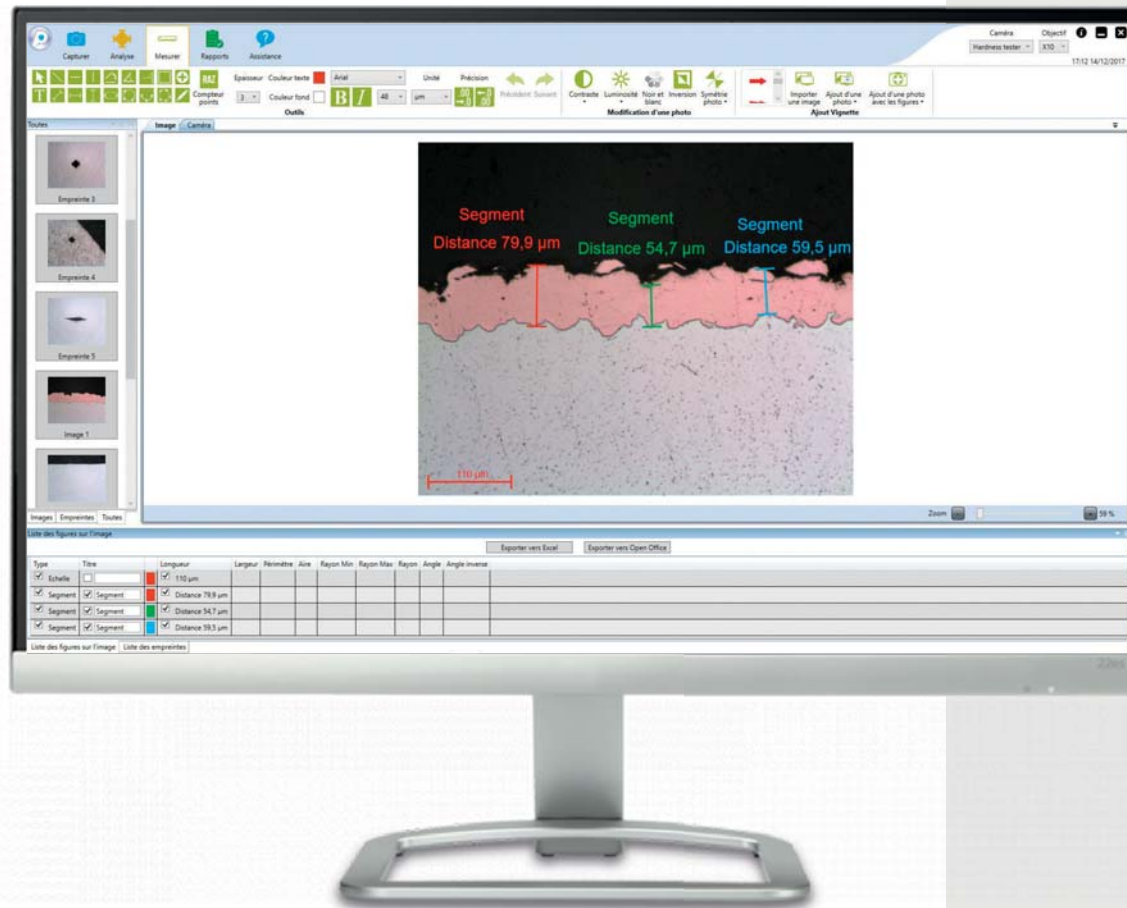 Caméra
Objectif
Capturer
Analyse
Mesurer
Rapports
Assistance
Hardness tester
X10
17:12 14/12/2017
RAZ
Compteur points
Epaisseur
Couleur texte
Arial
Unité
Précision
3
Couleur fond
B
I
48
µm
Précédent
Suivant
Outils
Contraste
Luminosité
Noir et blanc
Inversion
Symétrie photo
Modification d'une photo
Importer une image
Ajout d'une photo
Ajout d'une photo avec les figures
Ajout Vignette
Toutes
Image
Caméra
Empreinte 3
Empreinte 4
Empreinte 5
Image 1
Segment
Distance 79,9 µm
Segment
Distance 54,7 µm
Segment
Distance 59,5 µm
110 µm
Images
Empreintes
Toutes
Zoom
59 %
Liste des figures sur l'image
Exporter vers Excel
Exporter vers Open Office
Type Titre Longueur Largeur Périmètre Aire Rayon Min Rayon Max Rayon Angle Angle inverse
Echelle 110 µm
Segment Segment Distance 79,9 µm
Segment Segment Distance 54,7 µm
Segment Segment Distance 59,5 µm
Liste des figures sur l'image
Liste des empreintes